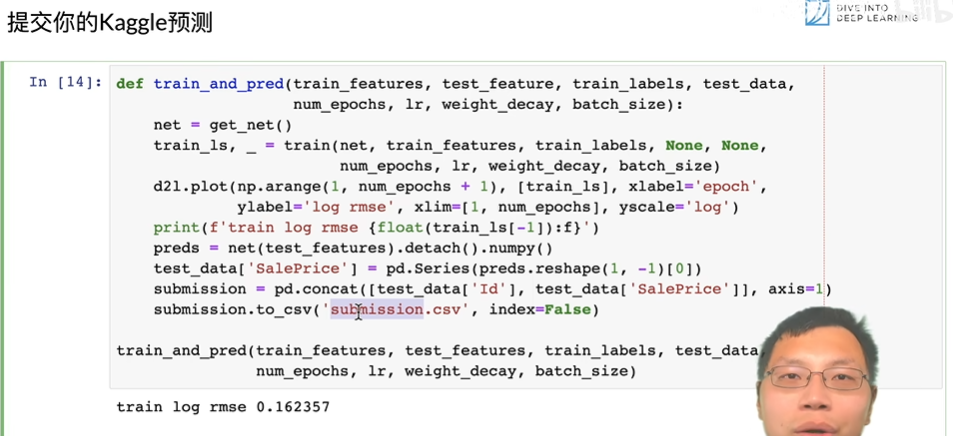 提交你的Kaggle预测
DIVE INTO
DEEP LEARNING
bilibili
In [14]:
def train_and_pred(train_features, test_feature, train_labels, test_data,
num_epochs, lr, weight_decay, batch_size):
net = get_net()
train_ls, _ = train(net, train_features, train_labels, None, None,
num_epochs, lr, weight_decay, batch_size)
d2l.plot(np.arange(1, num_epochs + 1), [train_ls], xlabel='epoch',
ylabel='log rmse', xlim=[1, num_epochs], yscale='log')
print(f'train log rmse {float(train_ls[-1]):f}')
preds = net(test_features).detach().numpy()
test_data['SalePrice'] = pd.Series(preds.reshape(1, -1)[0])
submission = pd.concat([test_data['Id'], test_data['SalePrice']], axis=1)
submission.to_csv('submission.csv', index=False)
train_and_pred(train_features, test_features, train_labels, test_data,
num_epochs, lr, weight_decay, batch_size)
train log rmse 0.162357